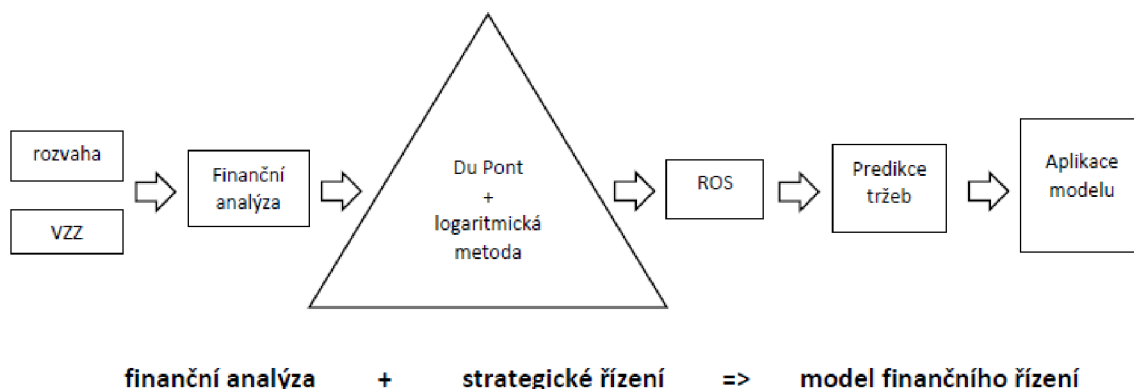 rozvaha
VZZ
Finanční
analýza
Du Pont
+
logaritmická
metoda
ROS
Predikce
tržeb
Aplikace
modelu
finanční analýza + strategické řízení => model finančního řízení